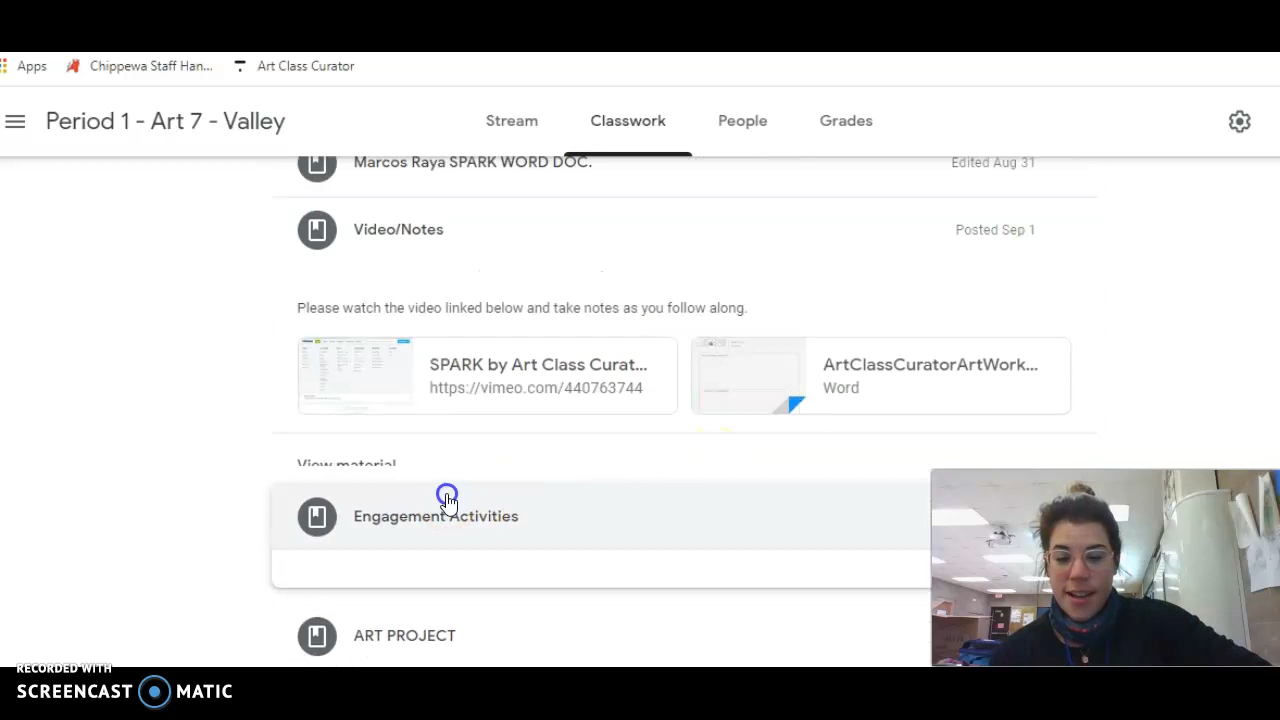 Apps Chippewa Staff Han... Art Class Curator
Period 1 - Art 7 - Valley Stream Classwork People Grades
Marcos Raya SPARK WORD DOC. Edited Aug 31
Video/Notes Posted Sep 1
Please watch the video linked below and take notes as you follow along.
SPARK by Art Class Curat... ArtClassCuratorArtWork...
https://vimeo.com/440763744 Word
View material
Engagement Activities
ART PROJECT
RECORDED WITH
SCREENCAST MATIC